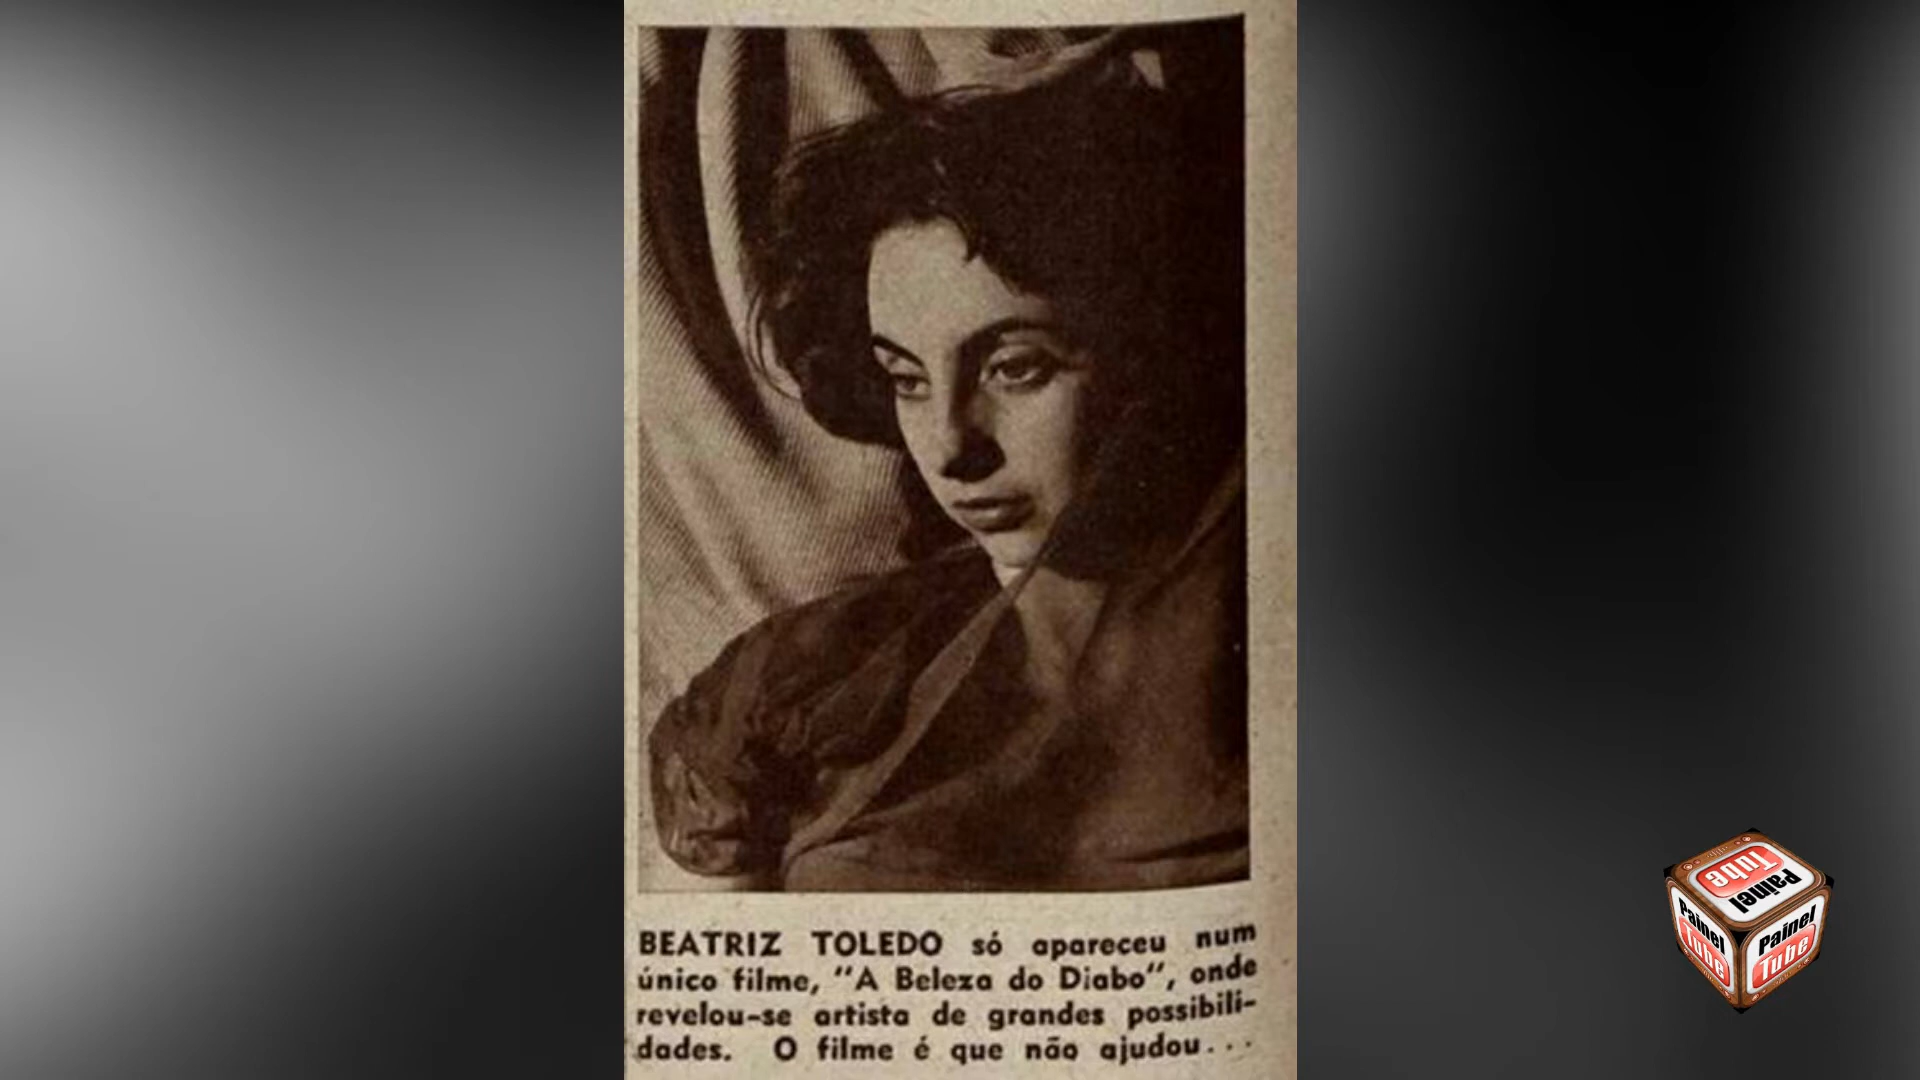 BEATRIZ TOLEDO só apareceu num
único filme, "A Beleza do Diabo", onde
revelou-se artista de grandes possibili-
dades. O filme é que não ajudou...
Painel
Tube
Painel
Tube
Painel
Tube